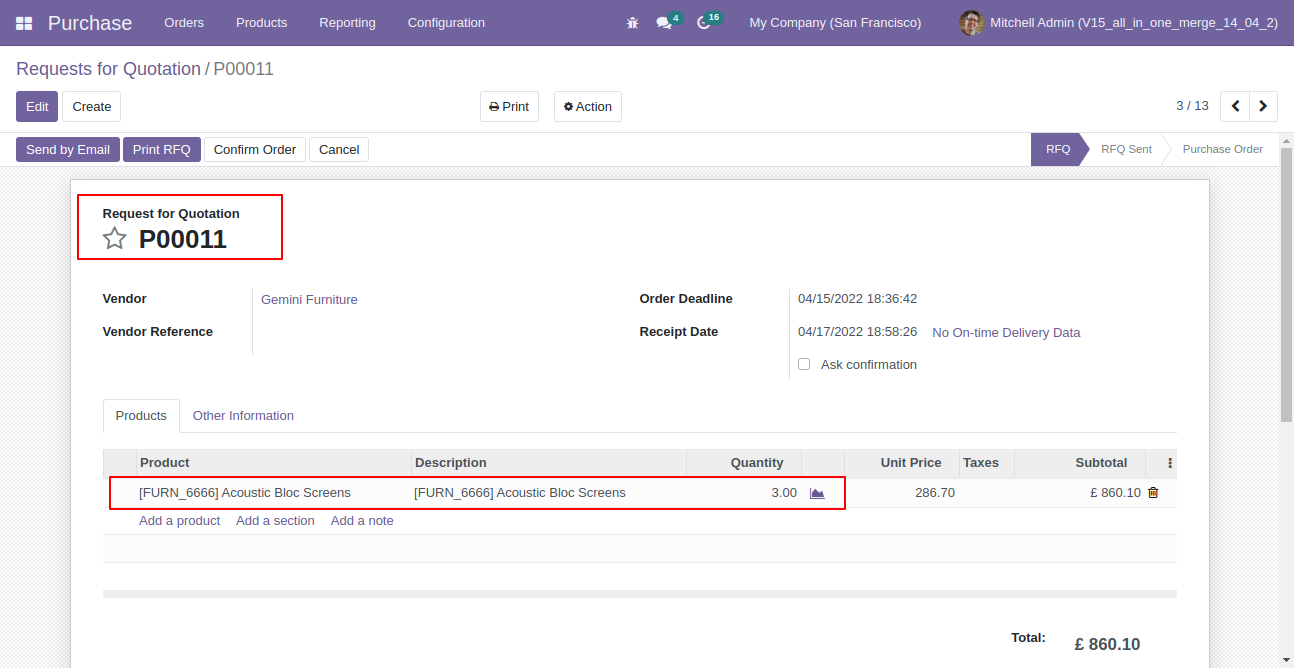 Purchase Orders Products Reporting Configuration 4 16 My Company (San Francisco) Mitchell Admin (V15_all_in_one_merge_14_04_2)
Requests for Quotation / P00011
Edit Create Print Action 3 / 13
Send by Email Print RFQ Confirm Order Cancel RFQ RFQ Sent Purchase Order
Request for Quotation
P00011
Vendor Gemini Furniture Order Deadline 04/15/2022 18:36:42
Vendor Reference Receipt Date 04/17/2022 18:58:26 No On-time Delivery Data
Ask confirmation
Products Other Information
Product Description Quantity Unit Price Taxes Subtotal
[FURN_6666] Acoustic Bloc Screens [FURN_6666] Acoustic Bloc Screens 3.00 286.70 £ 860.10
Add a product Add a section Add a note
Total: £ 860.10